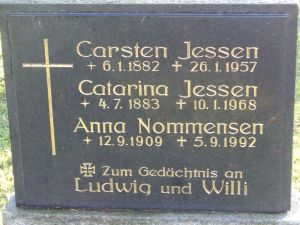 Carsten Jessen
+ 6.1.1882 + 26.1.1957
Catarina Jessen
+ 4.7.1883 + 10.1.1968
Anna Nommensen
+ 12.9.1909 + 5.9.1992
Zum Gedächtnis an
Ludwig und Willi